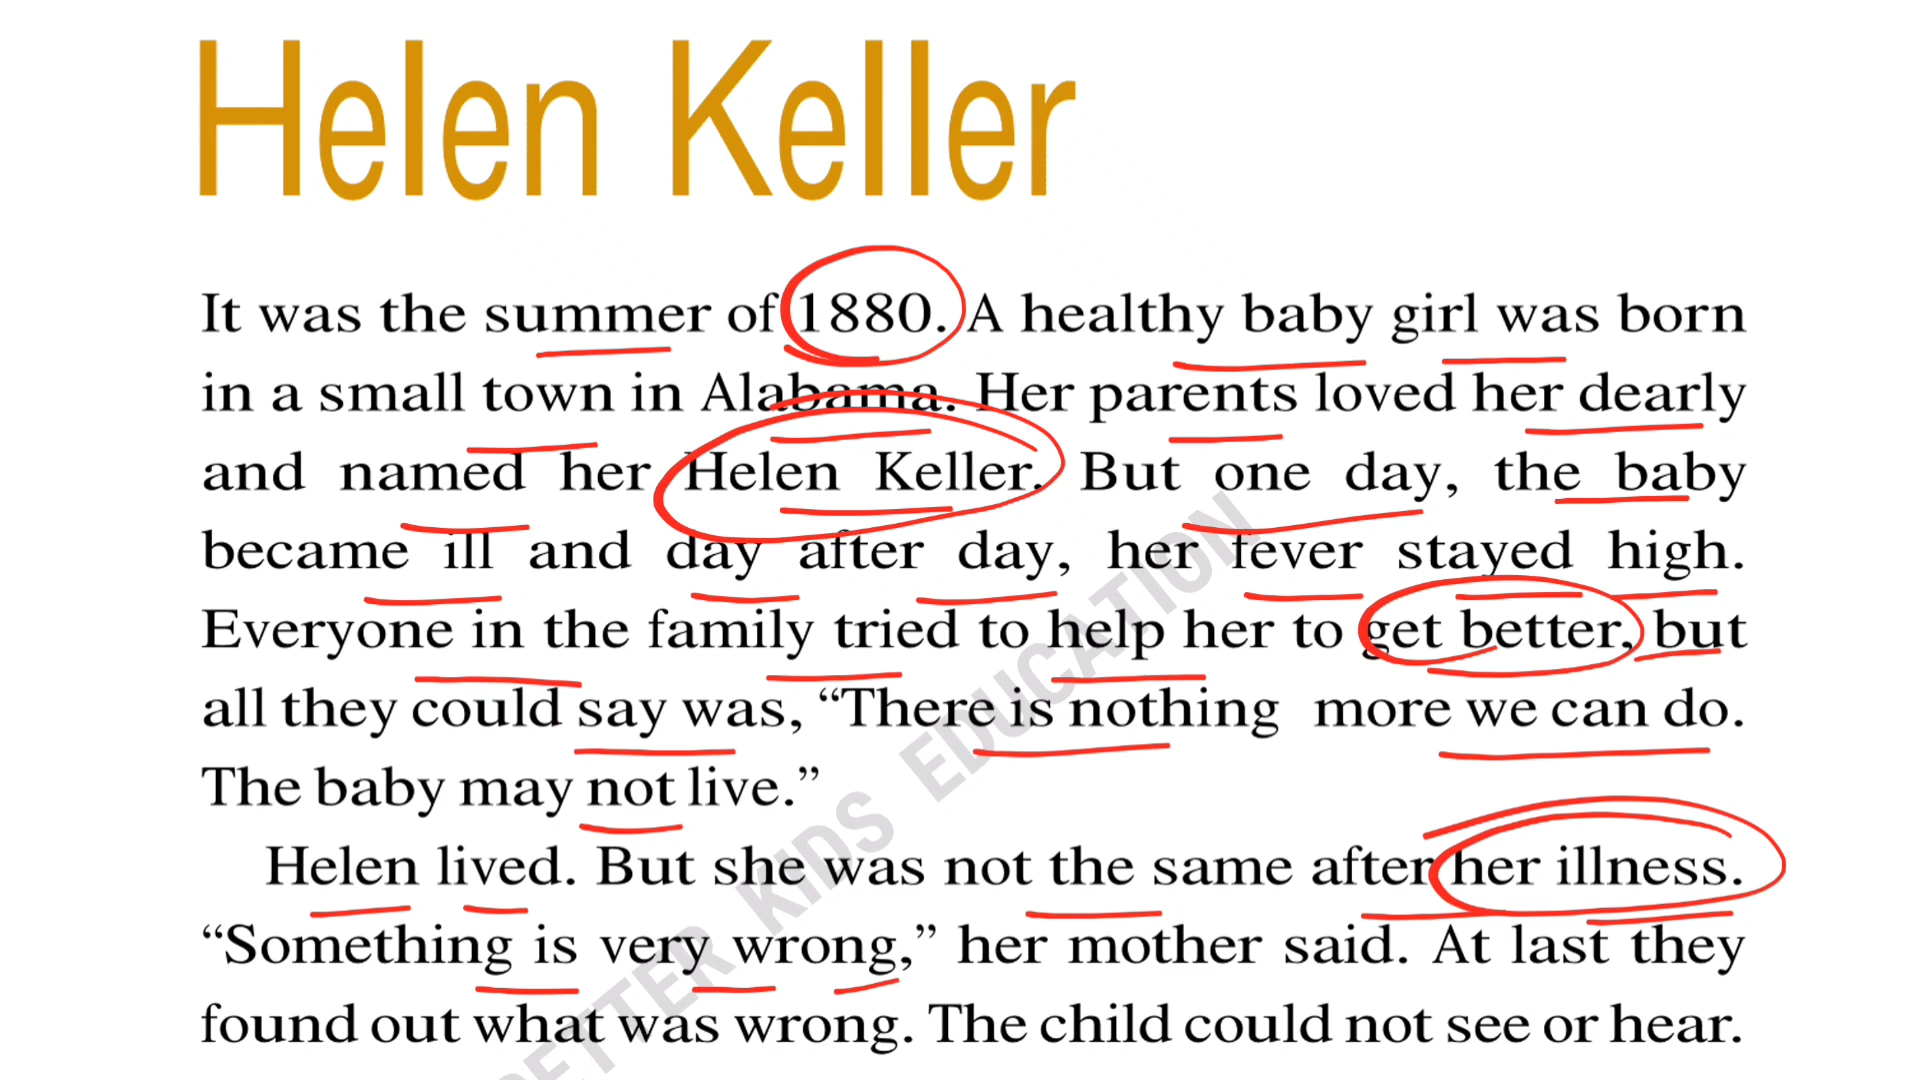 Helen Keller
It was the summer of 1880. A healthy baby girl was born
in a small town in Alabama. Her parents loved her dearly
and named her Helen Keller. But one day, the baby
became ill and day after day, her fever stayed high.
Everyone in the family tried to help her to get better, but
all they could say was, “There is nothing more we can do.
The baby may not live.”
Helen lived. But she was not the same after her illness.
“Something is very wrong,” her mother said. At last they
found out what was wrong. The child could not see or hear.
ETTER KIDS EDUCATION